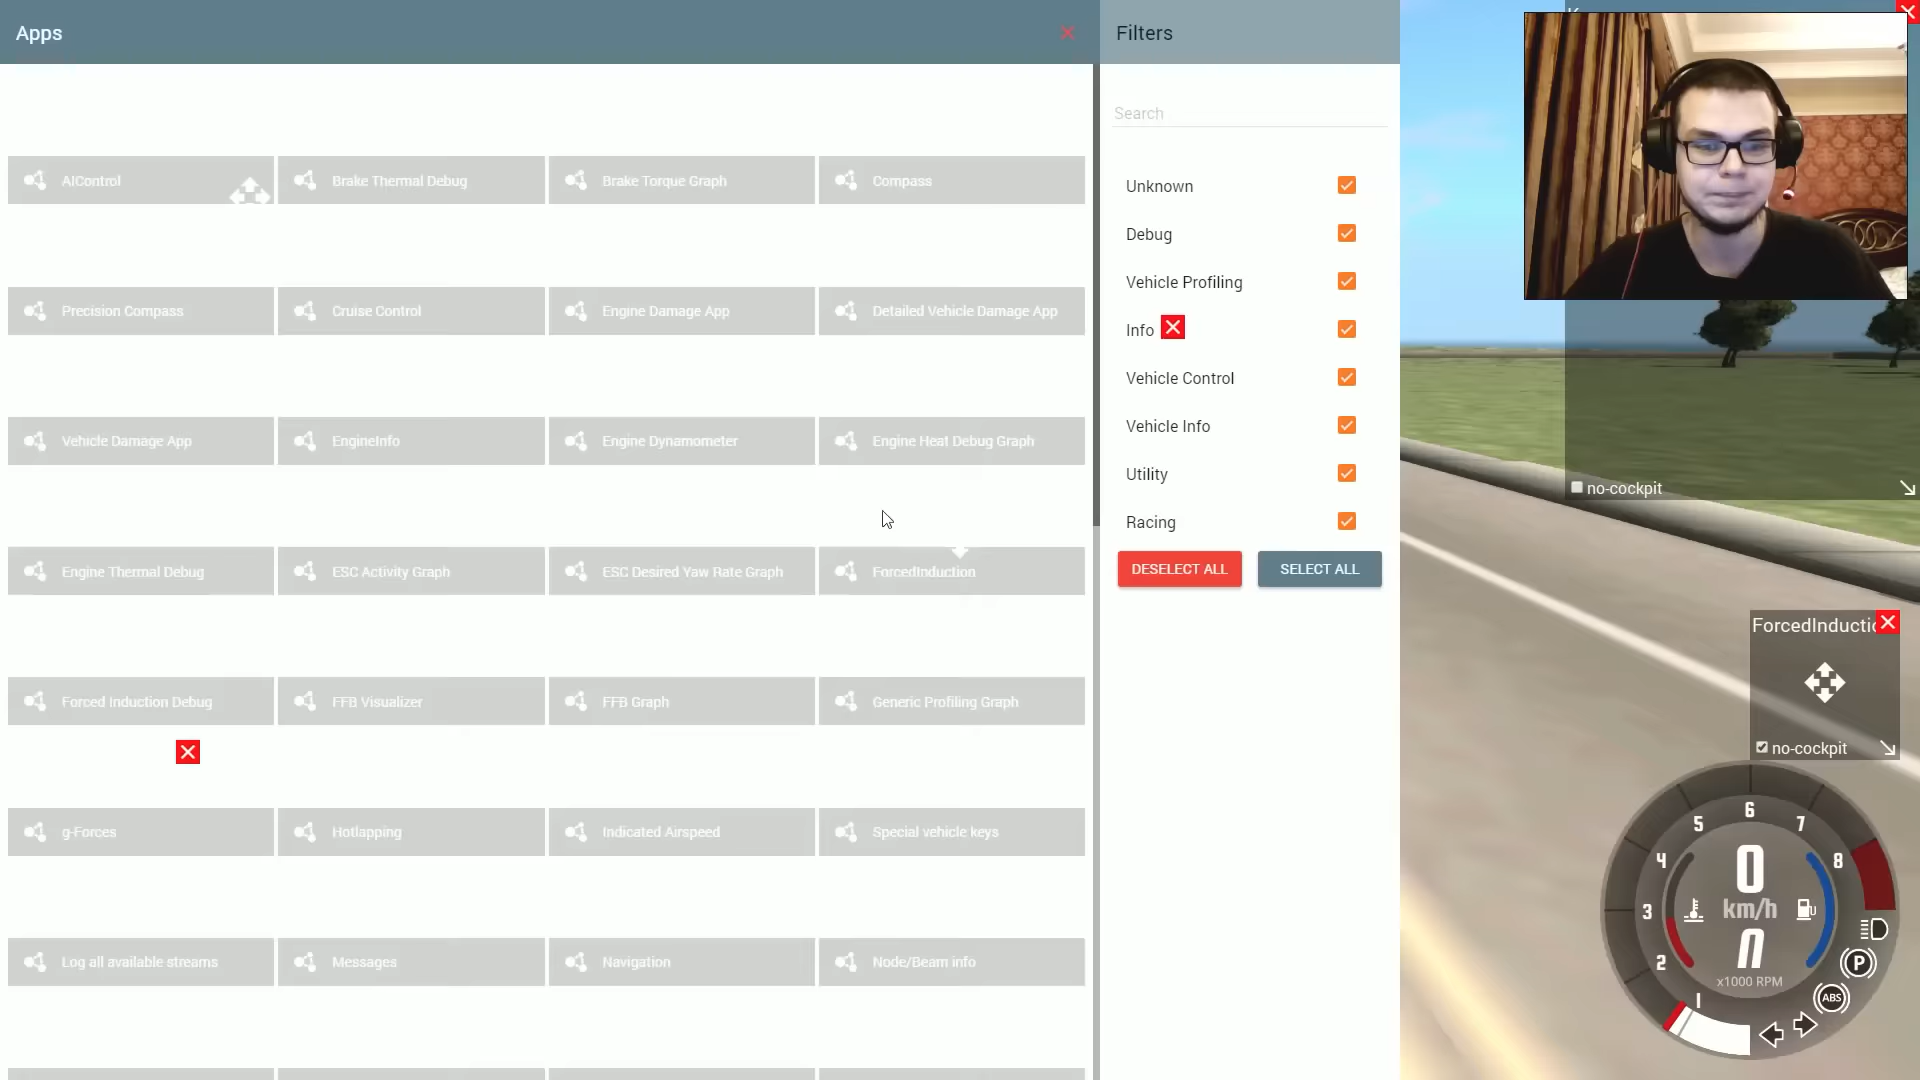 Apps
Filters
Search
AIControl
Brake Thermal Debug
Brake Torque Graph
Compass
Unknown
Debug
Precision Compass
Cruise Control
Engine Damage App
Detailed Vehicle Damage App
Vehicle Profiling
Info
Vehicle Control
Vehicle Damage App
EngineInfo
Engine Dynamometer
Engine Heat Debug Graph
Vehicle Info
Utility
no-cockpit
Racing
Engine Thermal Debug
ESC Activity Graph
ESC Desired Yaw Rate Graph
ForcedInduction
DESELECT ALL
SELECT ALL
ForcedInductio
Forced Induction Debug
FFB Visualizer
FFB Graph
Generic Profiling Graph
no-cockpit
g-Forces
Hotlapping
Indicated Airspeed
Special vehicle keys
Log all available streams
Messages
Navigation
Node/Beam info
1
2
3
4
5
6
7
8
0
km/h
n
x1000 RPM
P
ABS